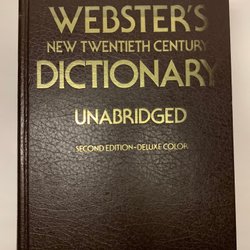 WEBSTER'S
NEW TWENTIETH CENTURY
DICTIONARY
UNABRIDGED
SECOND EDITION-DELUXE COLOR